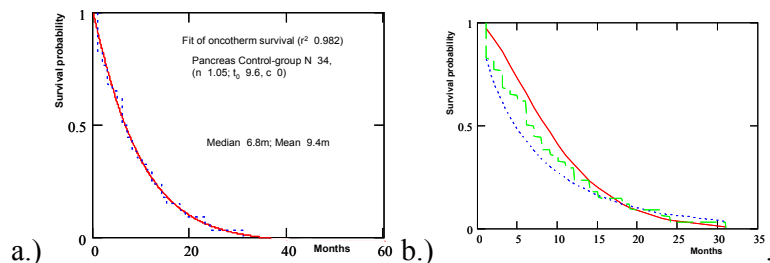 a.)
Survival probability
1
0.5
0
0
20
40
60
Months
Fit of oncotherm survival (r² 0.982)
Pancreas Control-group N 34,
(n 1.05; t₀ 9.6, c 0)
Median 6.8m; Mean 9.4m
b.)
Survival probability
1
0.5
0
0
5
10
15
20
25
30
35
Months
.